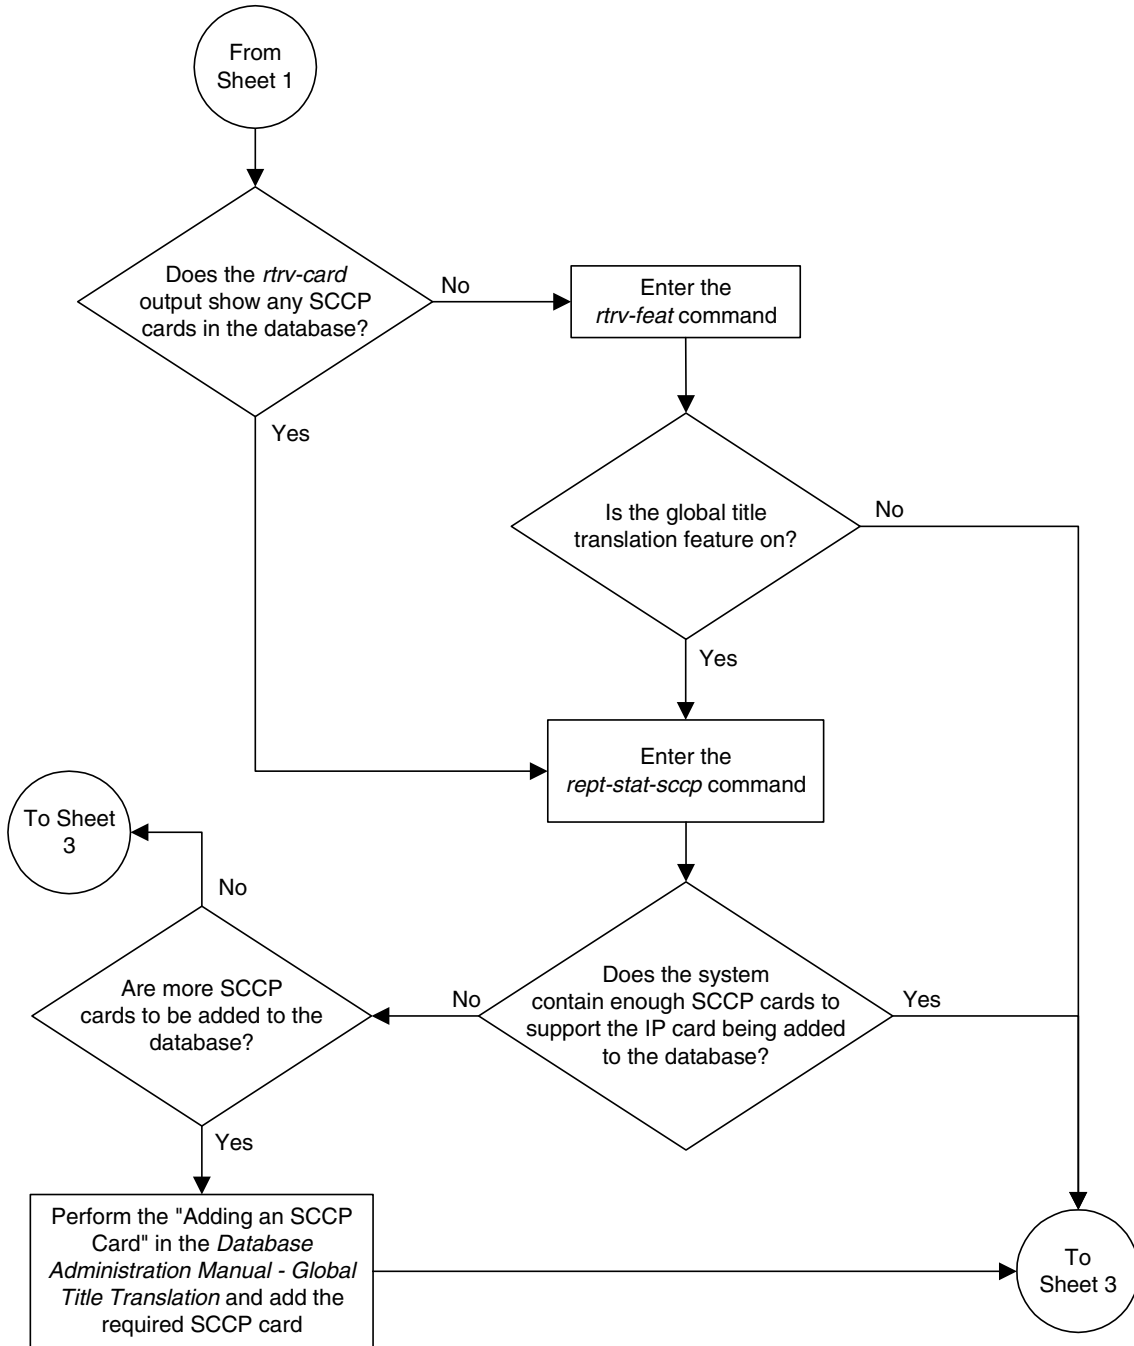 From
Sheet 1
Does the rtrv-card
output show any SCCP
cards in the database?
No
Enter the
rtrv-feat command
Yes
Is the global title
translation feature on?
No
Yes
Enter the
rept-stat-sccp command
To Sheet
3
No
Are more SCCP
cards to be added to the
database?
No
Does the system
contain enough SCCP cards to
support the IP card being added
to the database?
Yes
Yes
Perform the "Adding an SCCP
Card" in the Database
Administration Manual - Global
Title Translation and add the
required SCCP card
To
Sheet 3